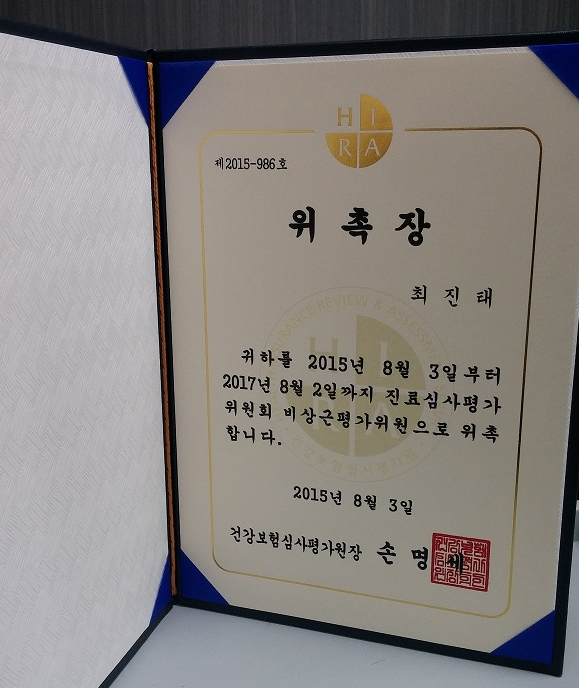 HI
RA
제2015-986호
위촉장
최진태
귀하를 2015년 8월 3일부터
2017년 8월 2일까지 진료심사평가
위원회 비상근평가위원으로 위촉
합니다.
2015년 8월 3일
건강보험심사평가원장 손명세